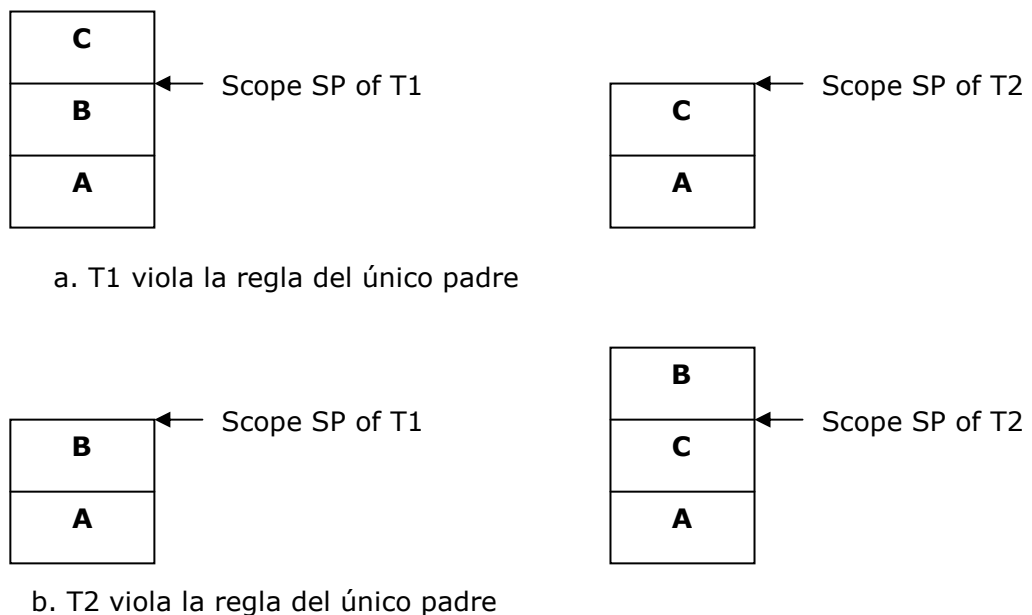 C
Scope SP of T1
B
A
Scope SP of T2
C
A
a. T1 viola la regla del único padre
Scope SP of T1
B
A
B
Scope SP of T2
C
A
b. T2 viola la regla del único padre